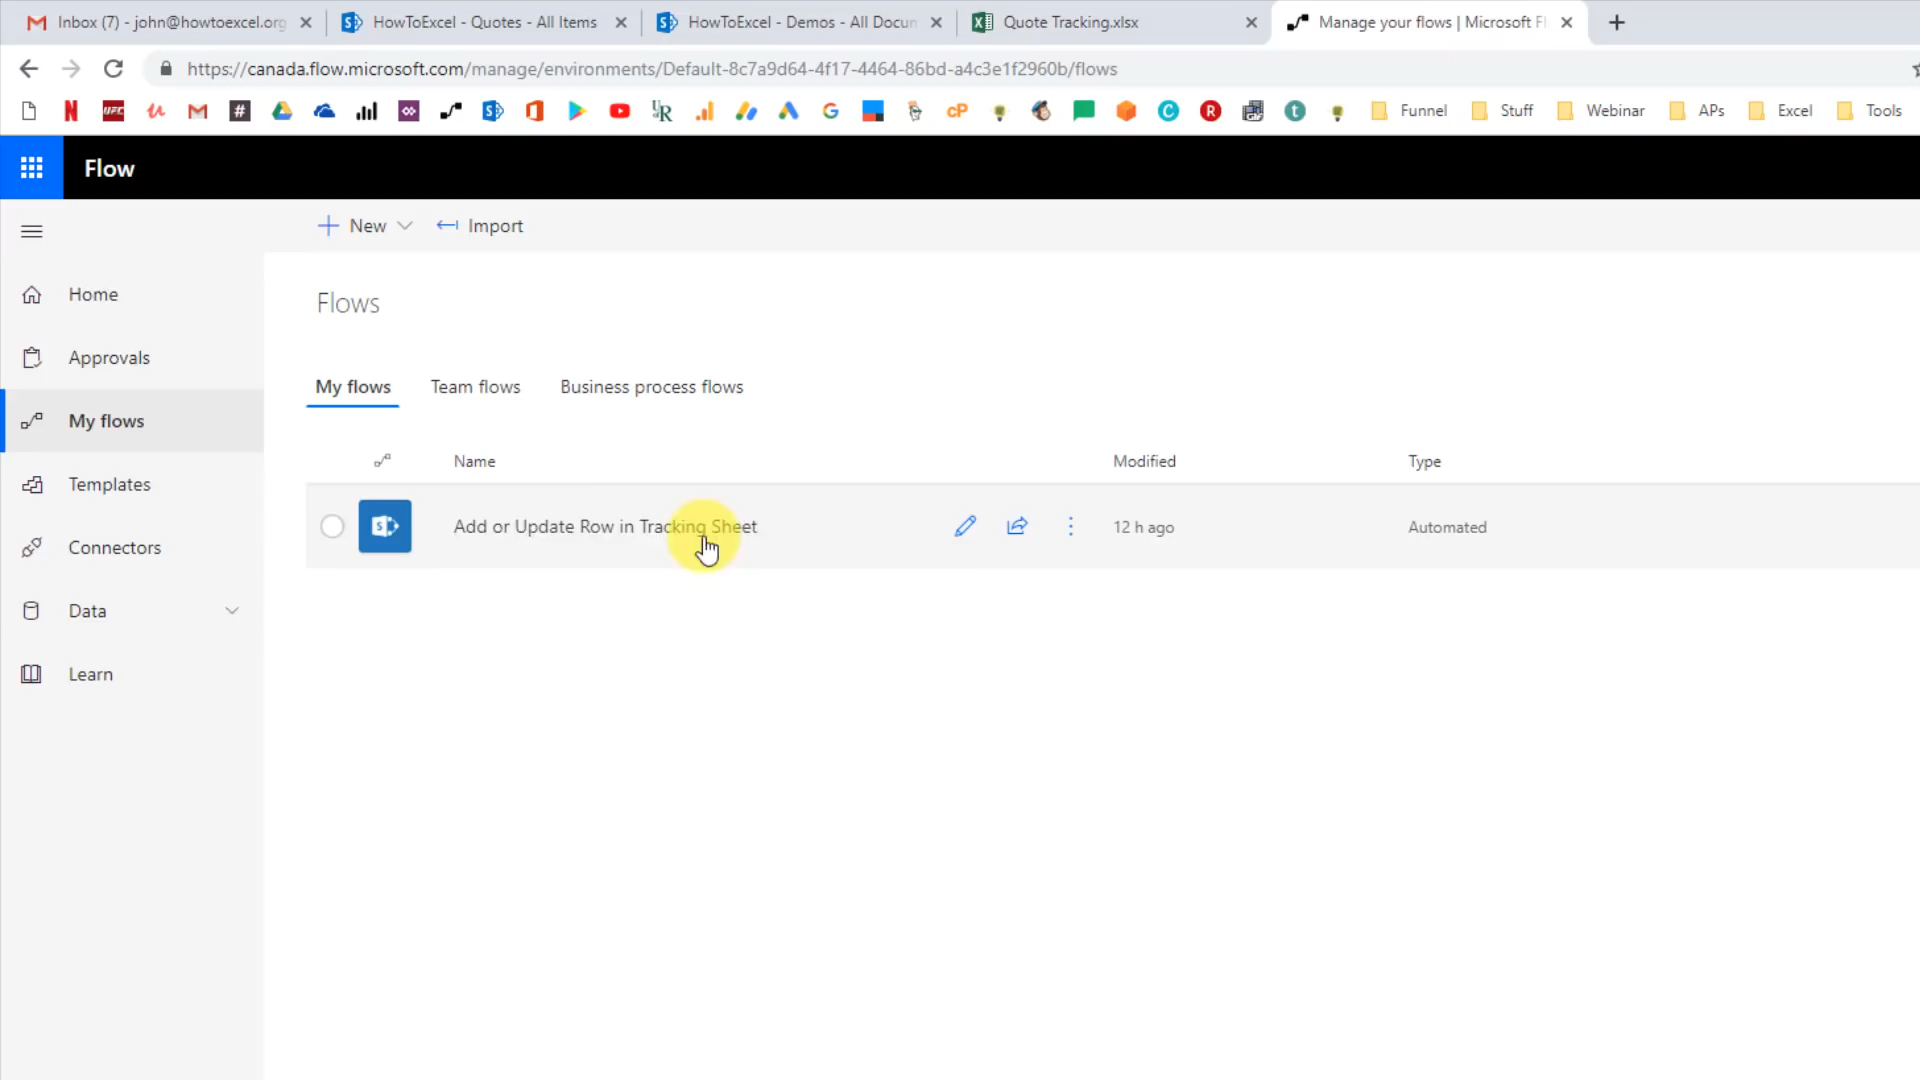 Inbox (7) - john@howtoexcel.org
HowToExcel - Quotes - All Items
HowToExcel - Demos - All Docum
Quote Tracking.xlsx
Manage your flows | Microsoft Fl
https://canada.flow.microsoft.com/manage/environments/Default-8c7a9d64-4f17-4464-86bd-a4c3e1f2960b/flows
Funnel
Stuff
Webinar
APs
Excel
Tools
Flow
New
Import
Home
Approvals
My flows
Templates
Connectors
Data
Learn
Flows
My flows
Team flows
Business process flows
Name
Modified
Type
Add or Update Row in Tracking Sheet
12 h ago
Automated